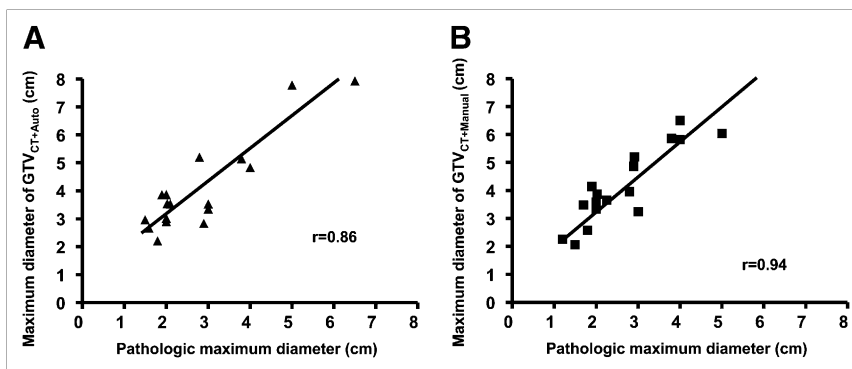 A
B
Maximum diameter of GTVCT+Auto (cm)
8
7
6
5
4
3
2
1
0
r=0.86
0 1 2 3 4 5 6 7 8
Pathologic maximum diameter (cm)
Maximum diameter of GTVCT+Manual (cm)
8
7
6
5
4
3
2
1
0
r=0.94
0 1 2 3 4 5 6 7 8
Pathologic maximum diameter (cm)